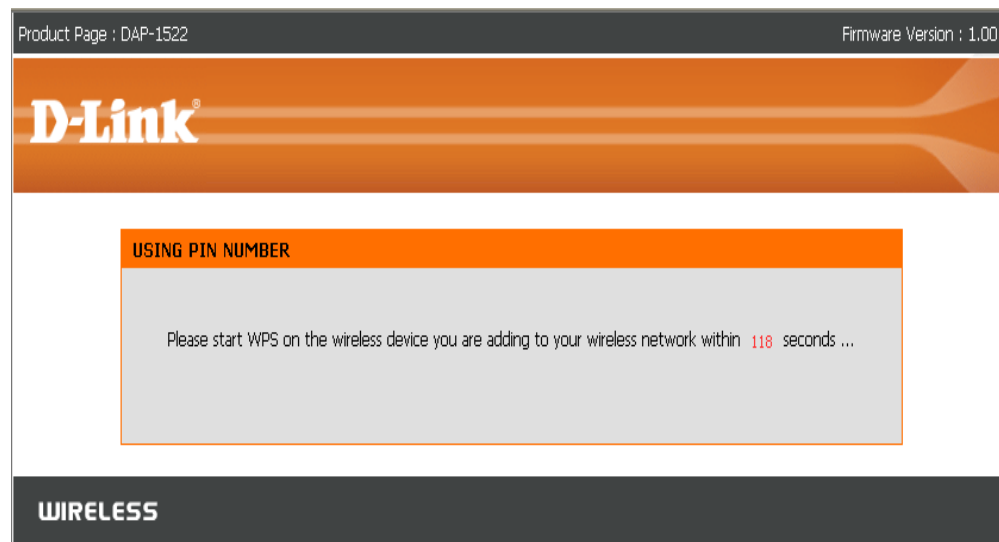 Product Page : DAP-1522 Firmware Version : 1.00
D-Link®
USING PIN NUMBER
Please start WPS on the wireless device you are adding to your wireless network within 118 seconds ...
WIRELESS